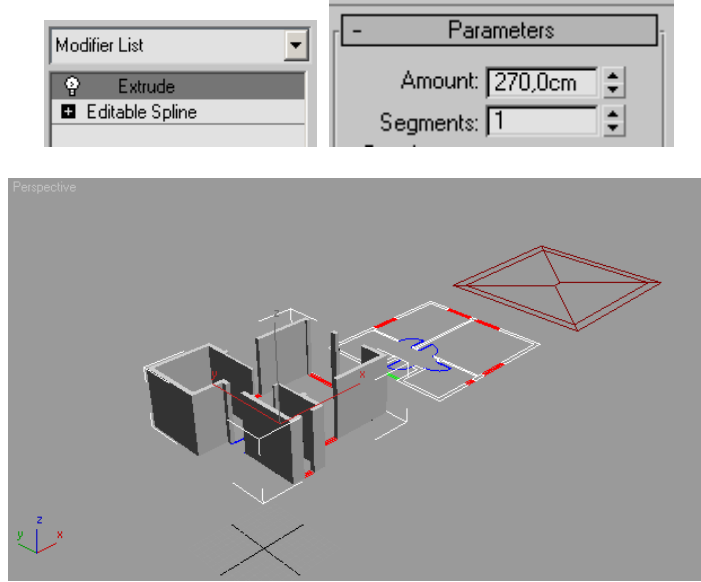 Modifier List
Extrude
Editable Spline
- Parameters
Amount: 270,0cm
Segments: 1
Perspective
z
y x
z
y x